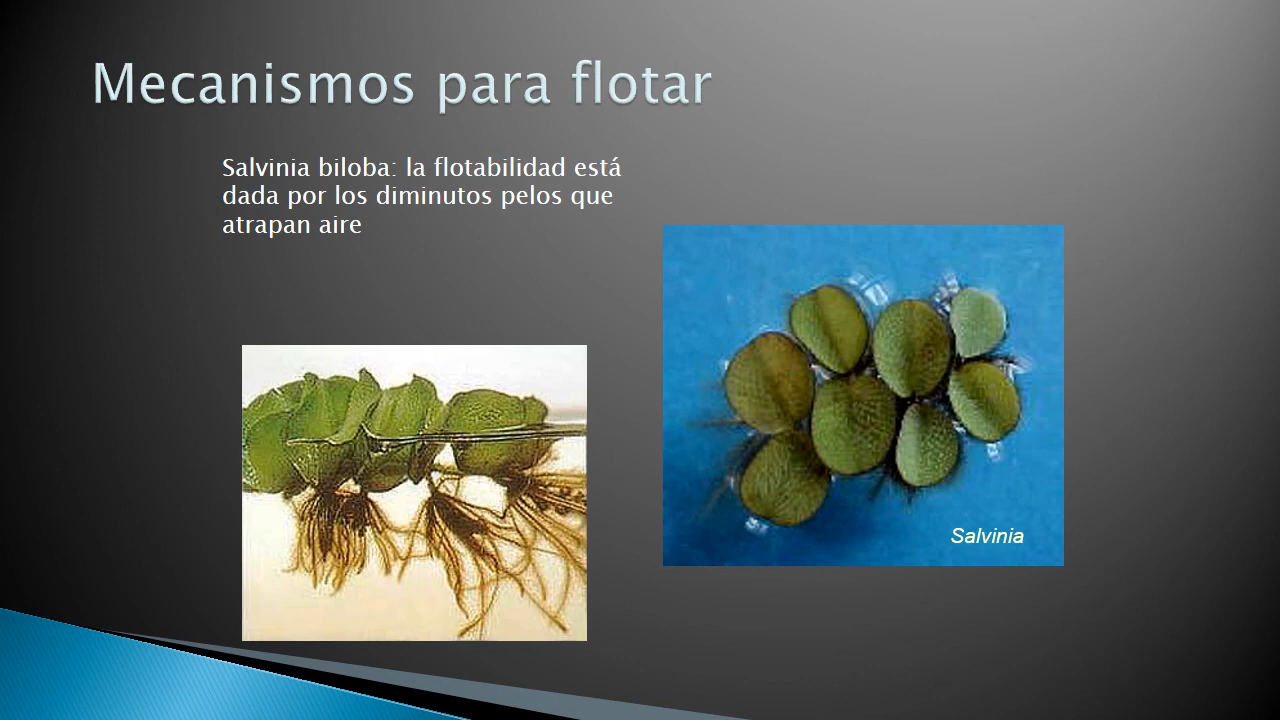 Mecanismos para flotar
Salvinia biloba: la flotabilidad está
dada por los diminutos pelos que
atrapan aire
Salvinia